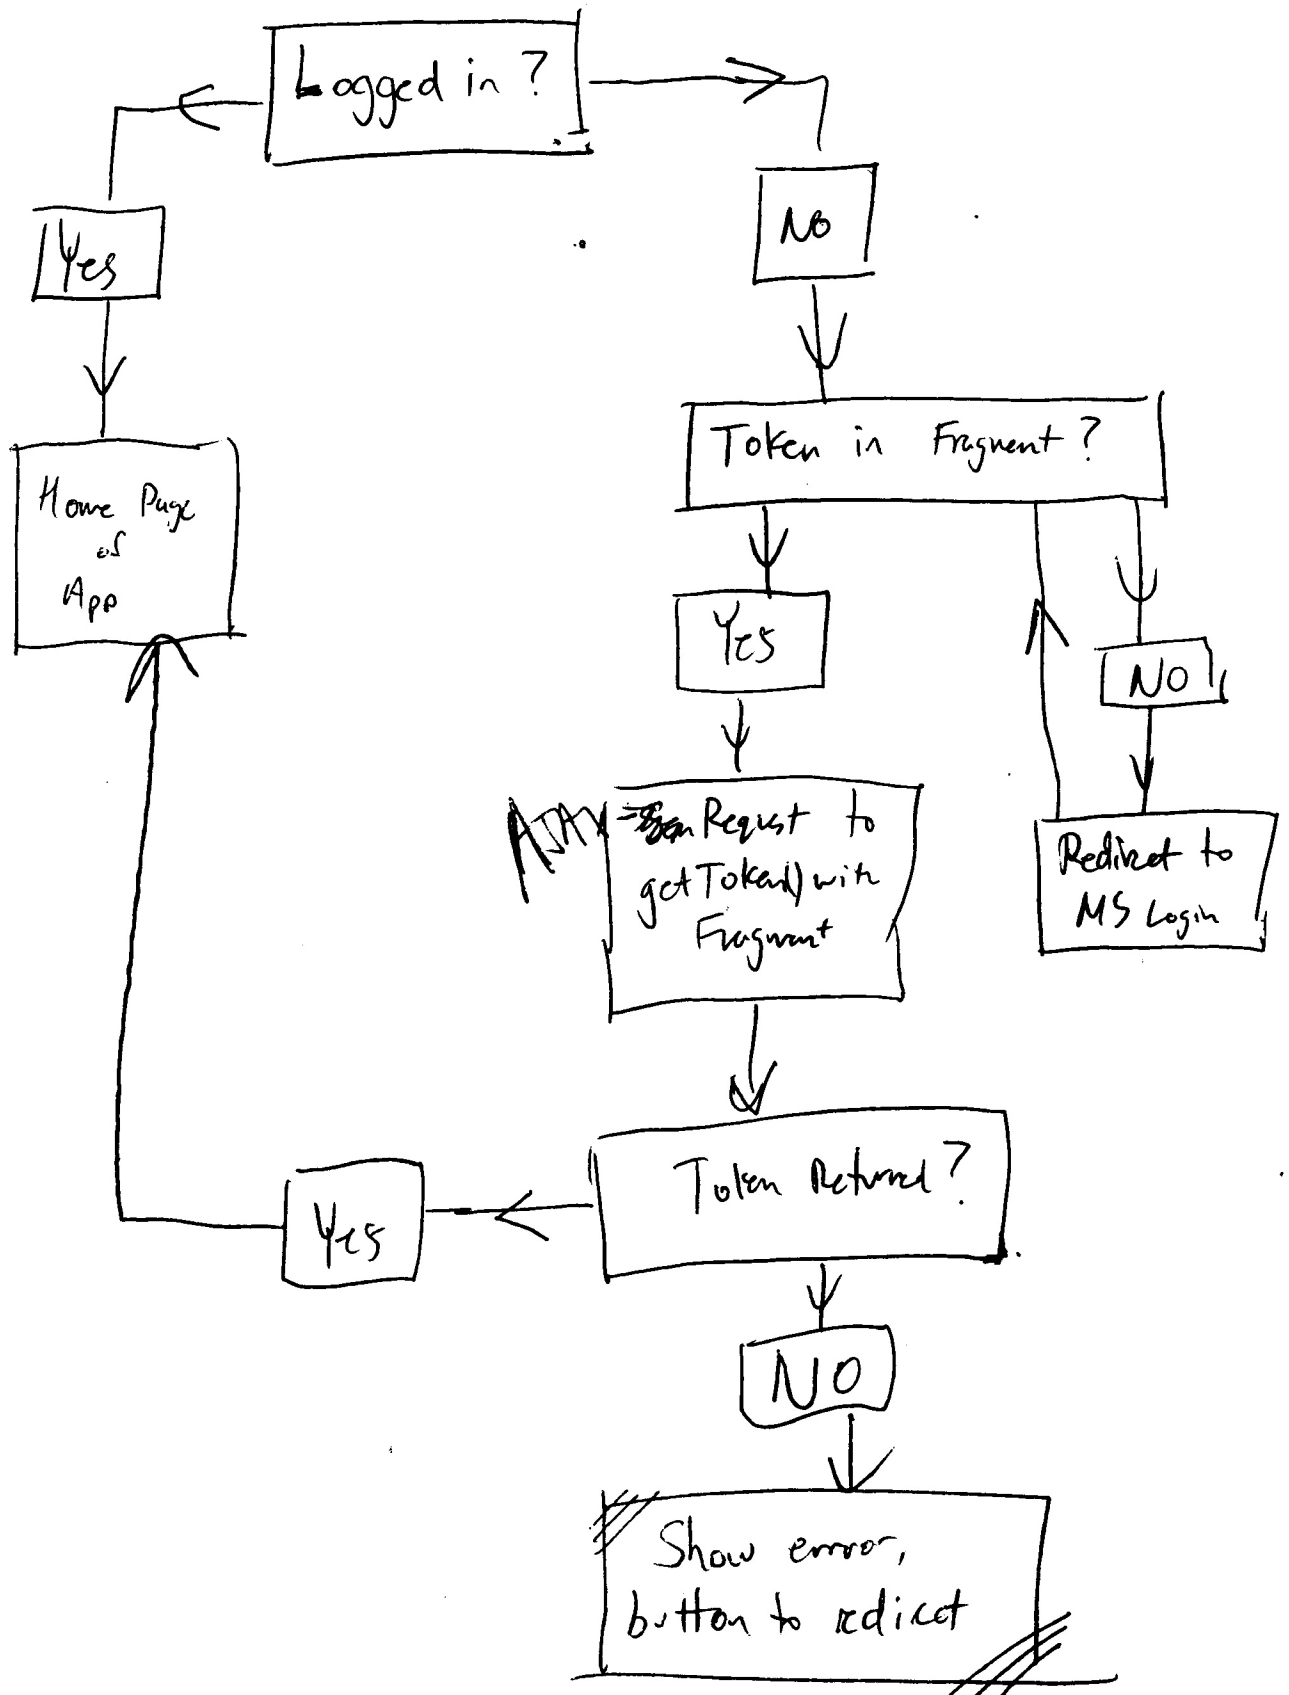 Logged in ?
Yes
NO
Token in Fragment ?
Home Page
of
App
Yes
NO
AJAX Request to
getToken() with
Fragment
Redirect to
MS Login
Token Returned ?
Yes
NO
Show error,
button to redirect